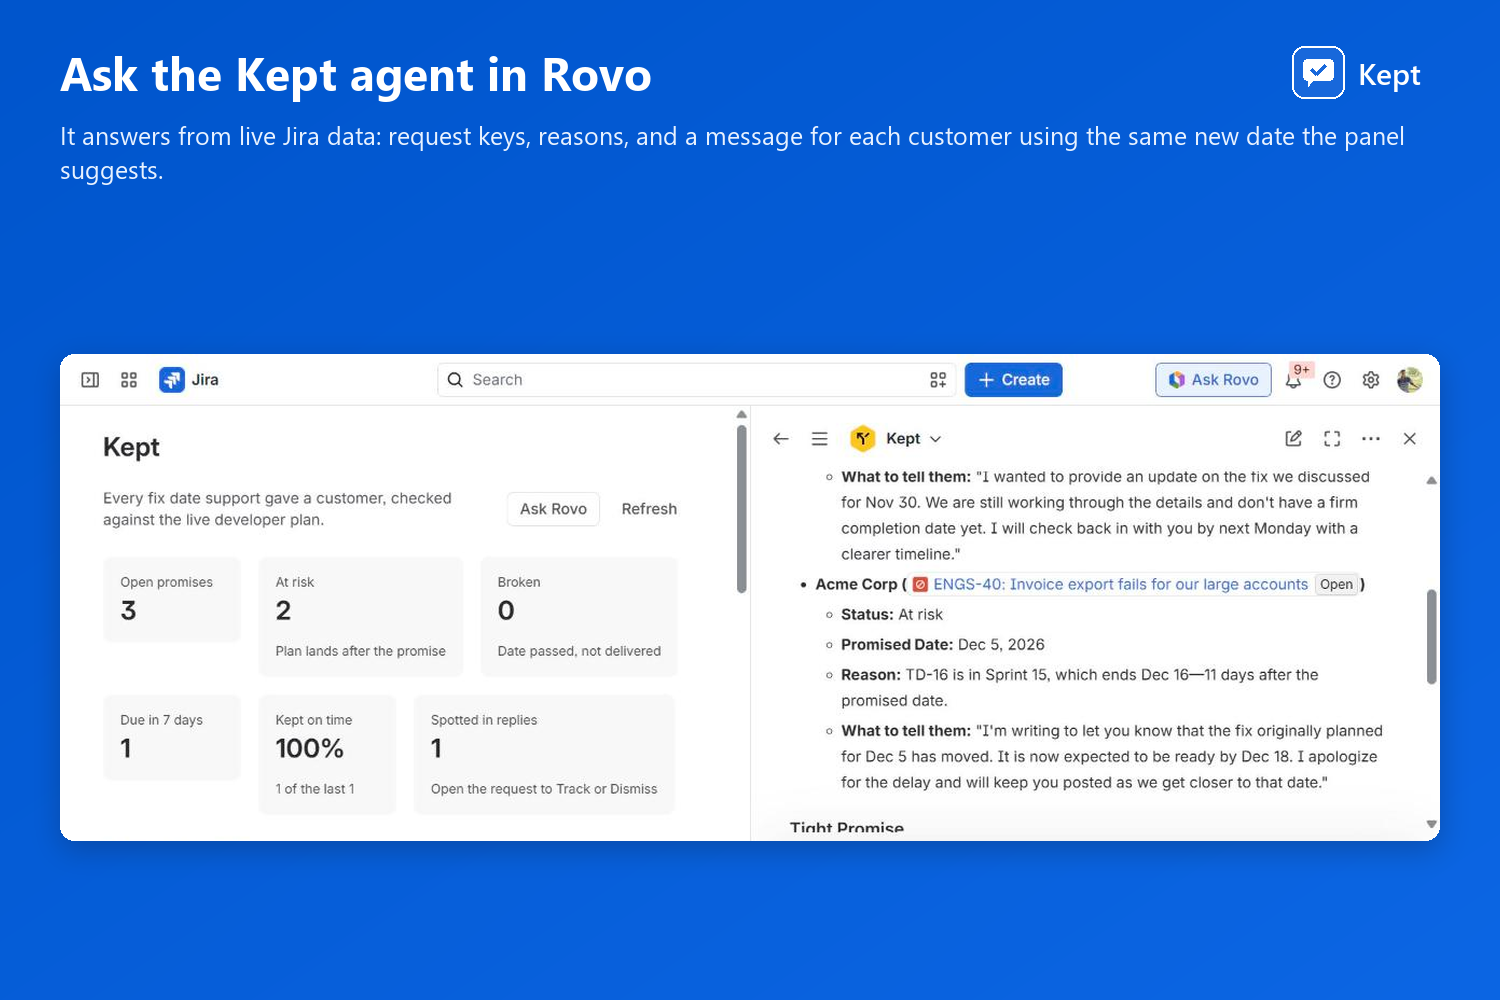 Ask the Kept agent in Rovo
Kept
It answers from live Jira data: request keys, reasons, and a message for each customer using the same new date the panel
suggests.
Jira
Search
Create
Ask Rovo
9+
Kept
Every fix date support gave a customer, checked
against the live developer plan.
Ask Rovo
Refresh
Open promises
3
At risk
2
Plan lands after the promise
Broken
0
Date passed, not delivered
Due in 7 days
1
Kept on time
100%
1 of the last 1
Spotted in replies
1
Open the request to Track or Dismiss
Kept
What to tell them: "I wanted to provide an update on the fix we discussed
for Nov 30. We are still working through the details and don't have a firm
completion date yet. I will check back in with you by next Monday with a
clearer timeline."
Acme Corp ( ENGS-40: Invoice export fails for our large accounts Open )
Status: At risk
Promised Date: Dec 5, 2026
Reason: TD-16 is in Sprint 15, which ends Dec 16—11 days after the
promised date.
What to tell them: "I'm writing to let you know that the fix originally planned
for Dec 5 has moved. It is now expected to be ready by Dec 18. I apologize
for the delay and will keep you posted as we get closer to that date."
Tight Promise